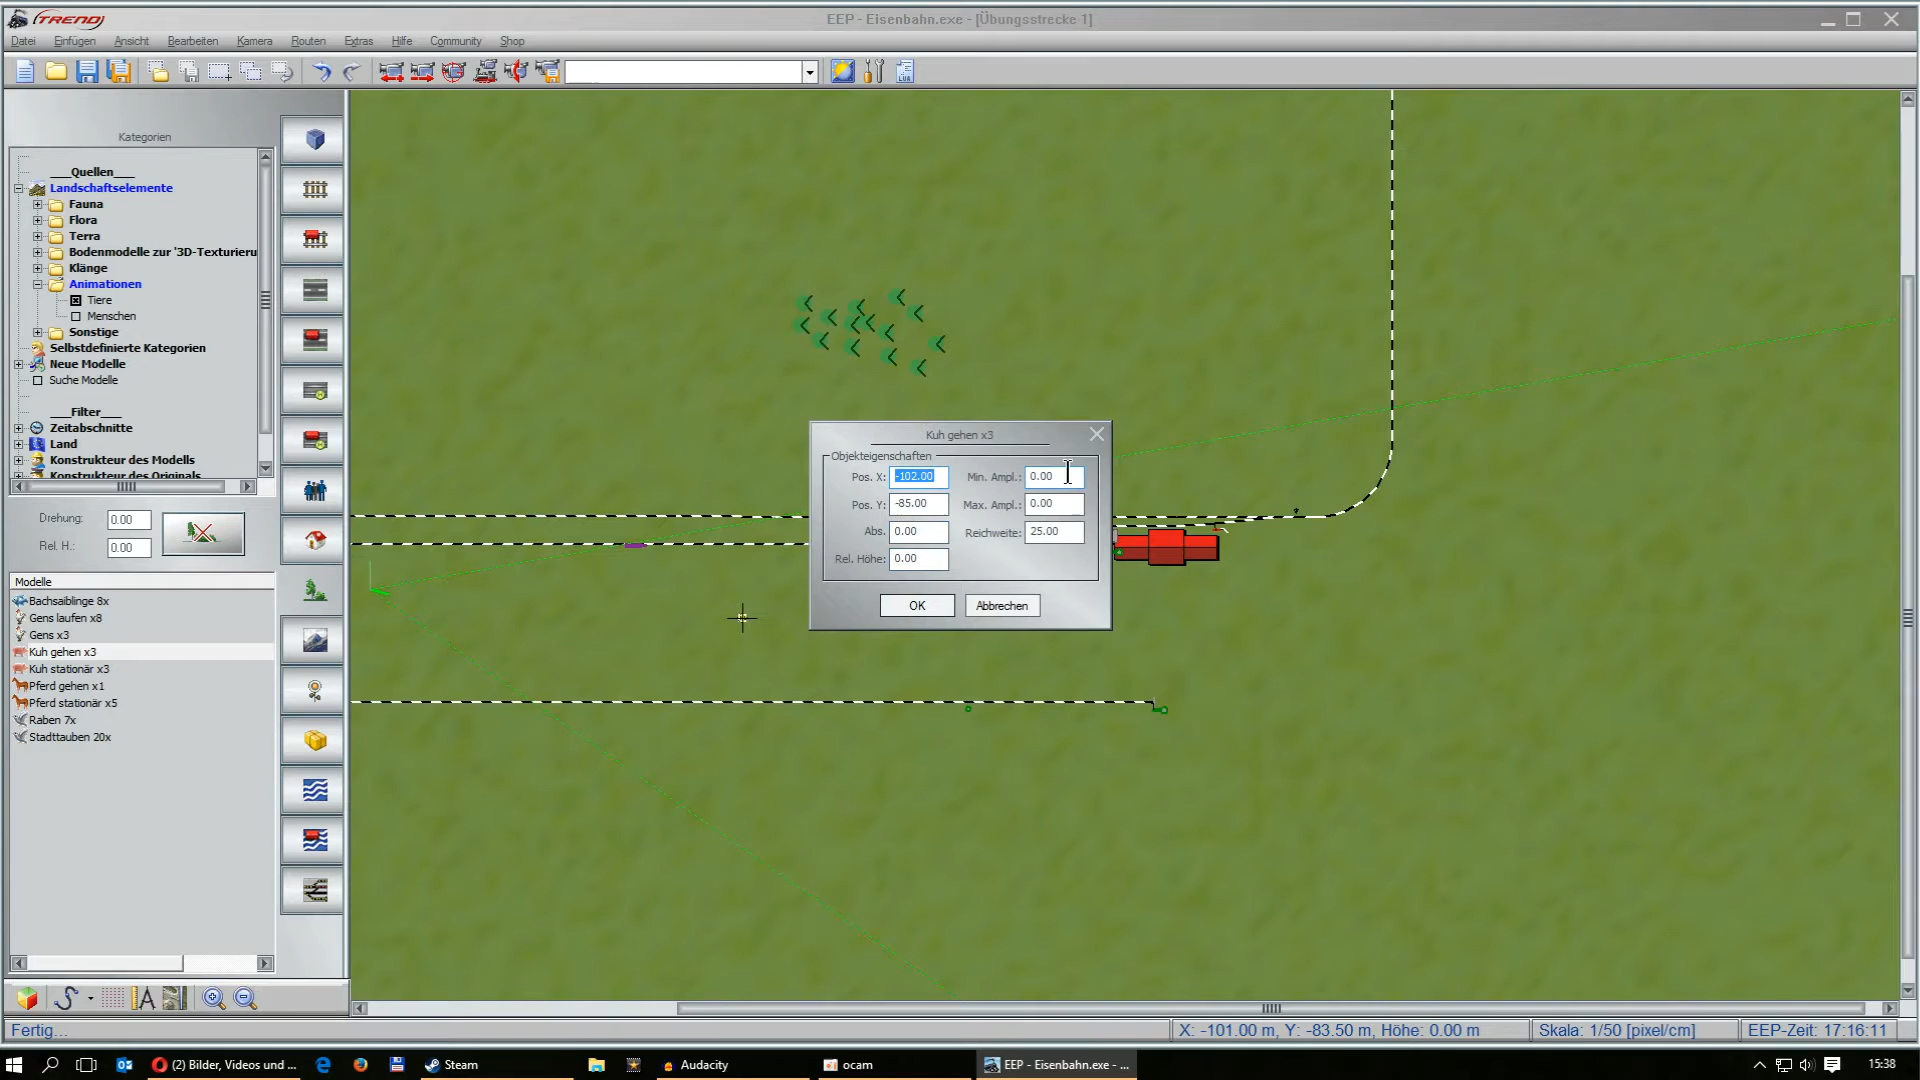 TREND
EEP - Eisenbahn.exe - [Übungsstrecke 1]
Datei Einfügen Ansicht Bearbeiten Kamera Routen Extras Hilfe Community Shop
LUA
Kategorien
___Quellen___
Landschaftselemente
Fauna
Flora
Terra
Bodenmodelle zur '3D-Texturieru
Klänge
Animationen
Tiere
Menschen
Sonstige
Selbstdefinierte Kategorien
Neue Modelle
Suche Modelle
___Filter___
Zeitabschnitte
Land
Konstrukteur des Modells
Konstrukteur des Originals
Drehung: 0.00
Rel. H.: 0.00
Modelle
Bachsaiblinge 8x
Gens laufen x8
Gens x3
Kuh gehen x3
Kuh stationär x3
Pferd gehen x1
Pferd stationär x5
Raben 7x
Stadttauben 20x
Kuh gehen x3
Objekteigenschaften
Pos. X: -102.00 Min. Ampl.: 0.00
Pos. Y: -85.00 Max. Ampl.: 0.00
Abs. 0.00 Reichweite: 25.00
Rel. Höhe: 0.00
OK Abbrechen
Fertig... X: -101.00 m, Y: -83.50 m, Höhe: 0.00 m Skala: 1/50 [pixel/cm] EEP-Zeit: 17:16:11
(2) Bilder, Videos und ... Steam Audacity ocam EEP - Eisenbahn.exe - ... 15:38